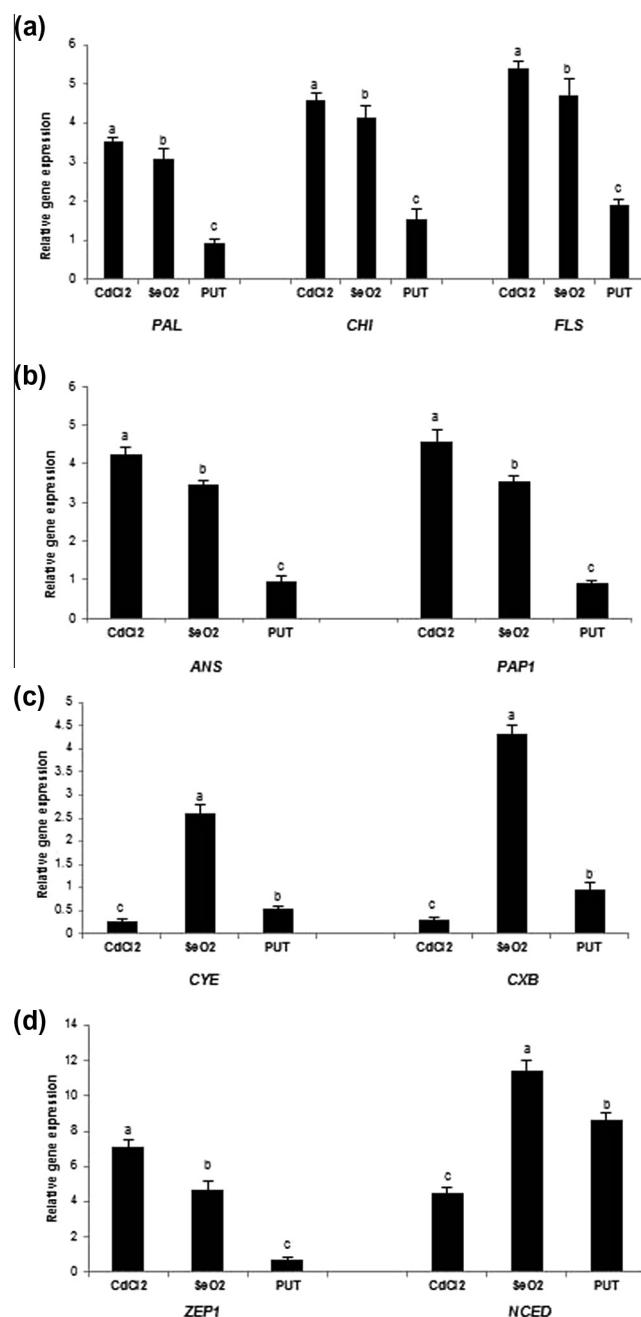 (a)
Relative gene expression
6
5
4
3
2
1
0
a
b
c
a
b
c
a
b
c
CdCl2 SeO2 PUT CdCl2 SeO2 PUT CdCl2 SeO2 PUT
PAL CHI FLS
(b)
Relative gene expression
6
5
4
3
2
1
0
a
b
c
a
b
c
CdCl2 SeO2 PUT CdCl2 SeO2 PUT
ANS PAP1
(c)
Relative gene expression
5
4.5
4
3.5
3
2.5
2
1.5
1
0.5
0
c
a
b
c
a
b
CdCl2 SeO2 PUT CdCl2 SeO2 PUT
CYE CXB
(d)
Relative gene expression
14
12
10
8
6
4
2
0
a
b
c
c
a
b
CdCl2 SeO2 PUT CdCl2 SeO2 PUT
ZEP1 NCED